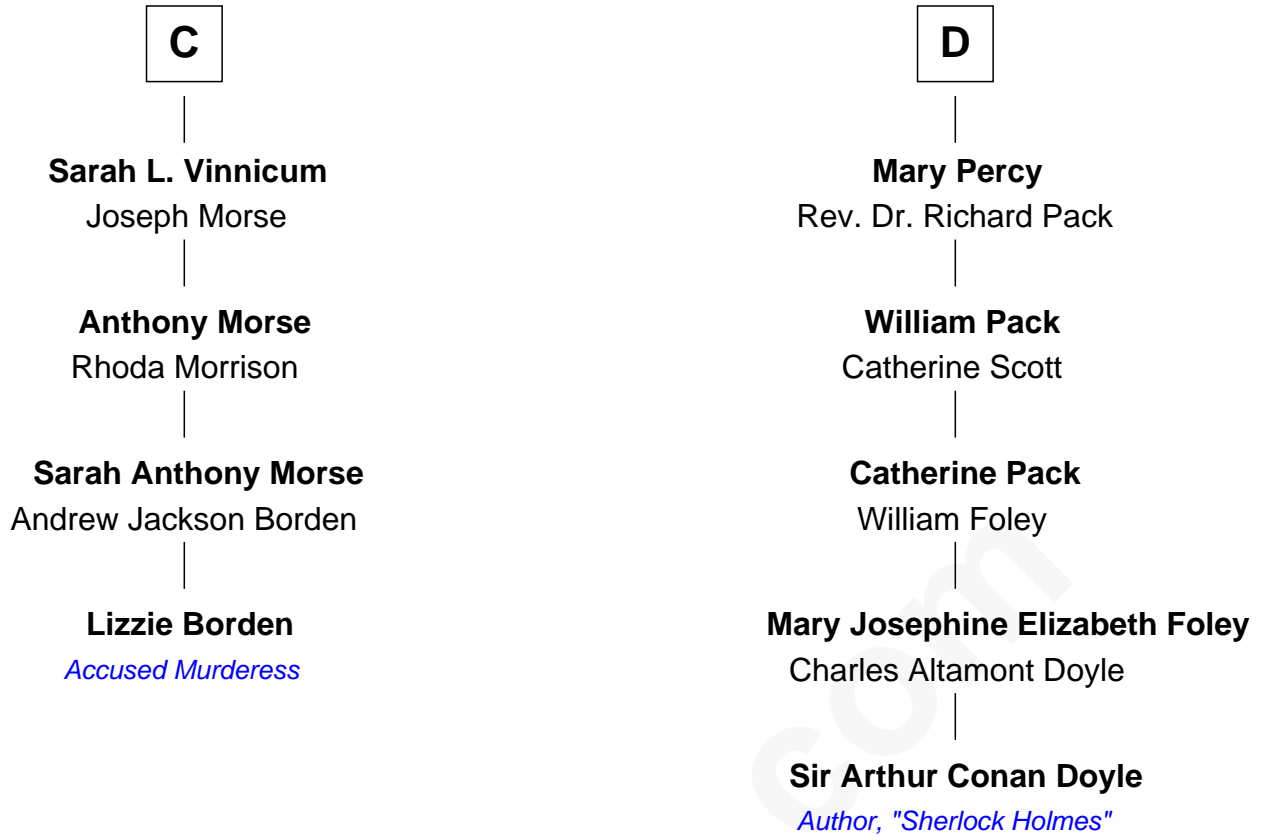 C
Sarah L. Vinnicum
Joseph Morse
Anthony Morse
Rhoda Morrison
Sarah Anthony Morse
Andrew Jackson Borden
Lizzie Borden
Accused Murderess
D
Mary Percy
Rev. Dr. Richard Pack
William Pack
Catherine Scott
Catherine Pack
William Foley
Mary Josephine Elizabeth Foley
Charles Altamont Doyle
Sir Arthur Conan Doyle
Author, "Sherlock Holmes"
com